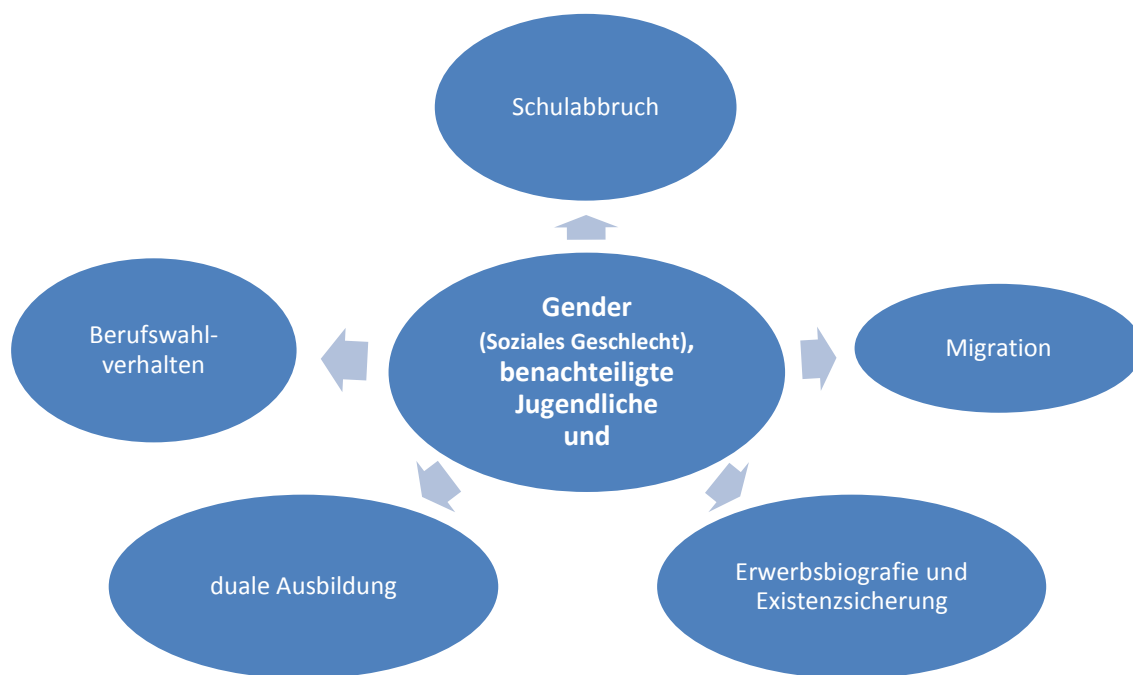 Schulabbruch
Berufswahl-
verhalten
Gender
(Soziales Geschlecht),
benachteiligte
Jugendliche
und
Migration
duale Ausbildung
Erwerbsbiografie und
Existenzsicherung